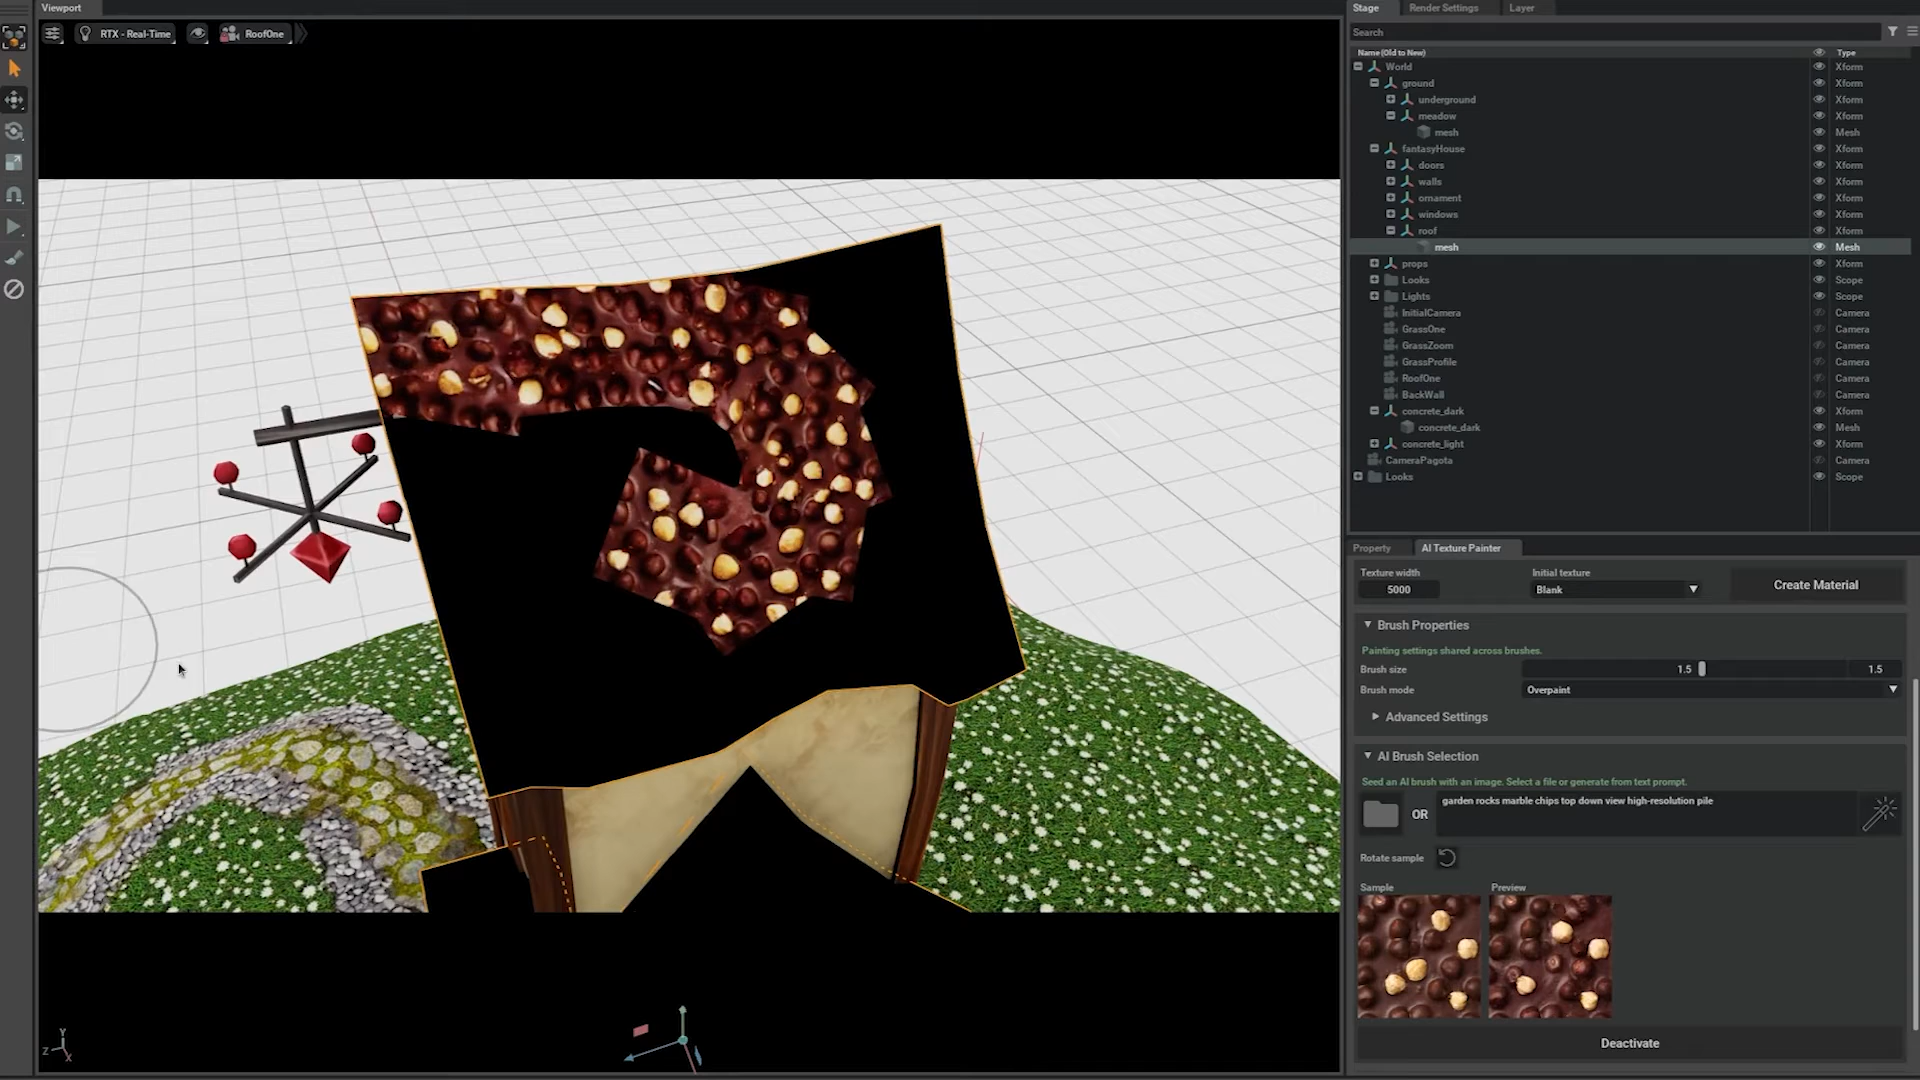 Viewport
RTX - Real-Time
RoofOne
Y
Z
X
Stage
Render Settings
Layer
Search
Name (Old to New)
Type
World
Xform
ground
Xform
underground
Xform
meadow
Xform
mesh
Mesh
fantasyHouse
Xform
doors
Xform
walls
Xform
ornament
Xform
windows
Xform
roof
Xform
mesh
Mesh
props
Xform
Looks
Scope
Lights
Scope
InitialCamera
Camera
GrassOne
Camera
GrassZoom
Camera
GrassProfile
Camera
RoofOne
Camera
BackWall
Camera
concrete_dark
Xform
concrete_dark
Mesh
concrete_light
Xform
CameraPagota
Camera
Looks
Scope
Property
AI Texture Painter
Texture width
5000
Initial texture
Blank
Create Material
Brush Properties
Painting settings shared across brushes.
Brush size
1.5
1.5
Brush mode
Overpaint
Advanced Settings
AI Brush Selection
Seed an AI brush with an image. Select a file or generate from text prompt.
OR
garden rocks marble chips top down view high-resolution pile
Rotate sample
Sample
Preview
Deactivate